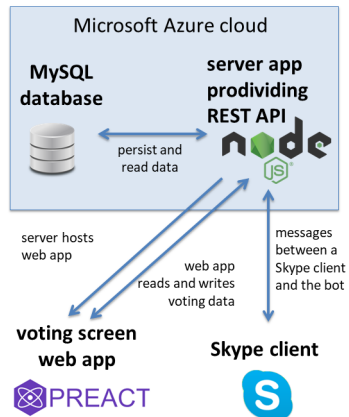 Microsoft Azure cloud
MySQL
database
server app
prodividing
REST API
persist and
read data
node
JS
server hosts
web app
web app
reads and writes
voting data
messages
between a
Skype client
and the bot
voting screen
web app
Skype client
PREACT
S